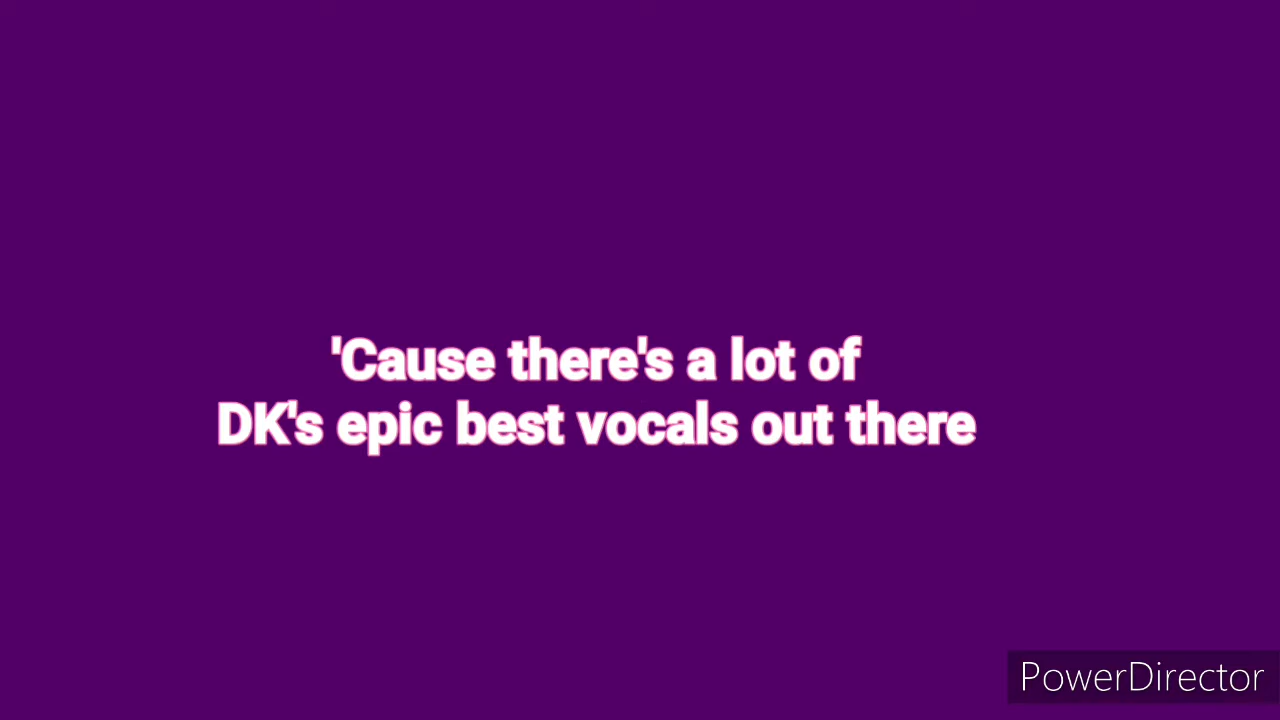 'Cause there's a lot of
DK's epic best vocals out there
PowerDirector